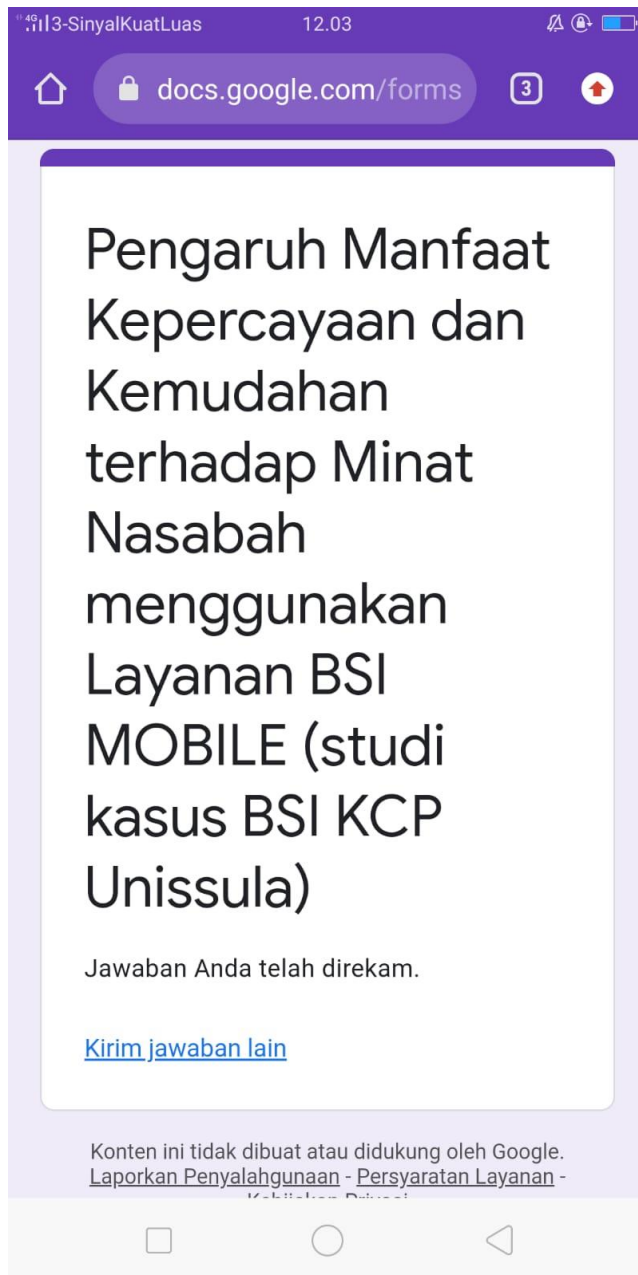 4G 3-SinyalKuatLuas 12.03
docs.google.com/forms 3
Pengaruh Manfaat
Kepercayaan dan
Kemudahan
terhadap Minat
Nasabah
menggunakan
Layanan BSI
MOBILE (studi
kasus BSI KCP
Unissula)
Jawaban Anda telah direkam.
Kirim jawaban lain
Konten ini tidak dibuat atau didukung oleh Google.
Laporkan Penyalahgunaan - Persyaratan Layanan -